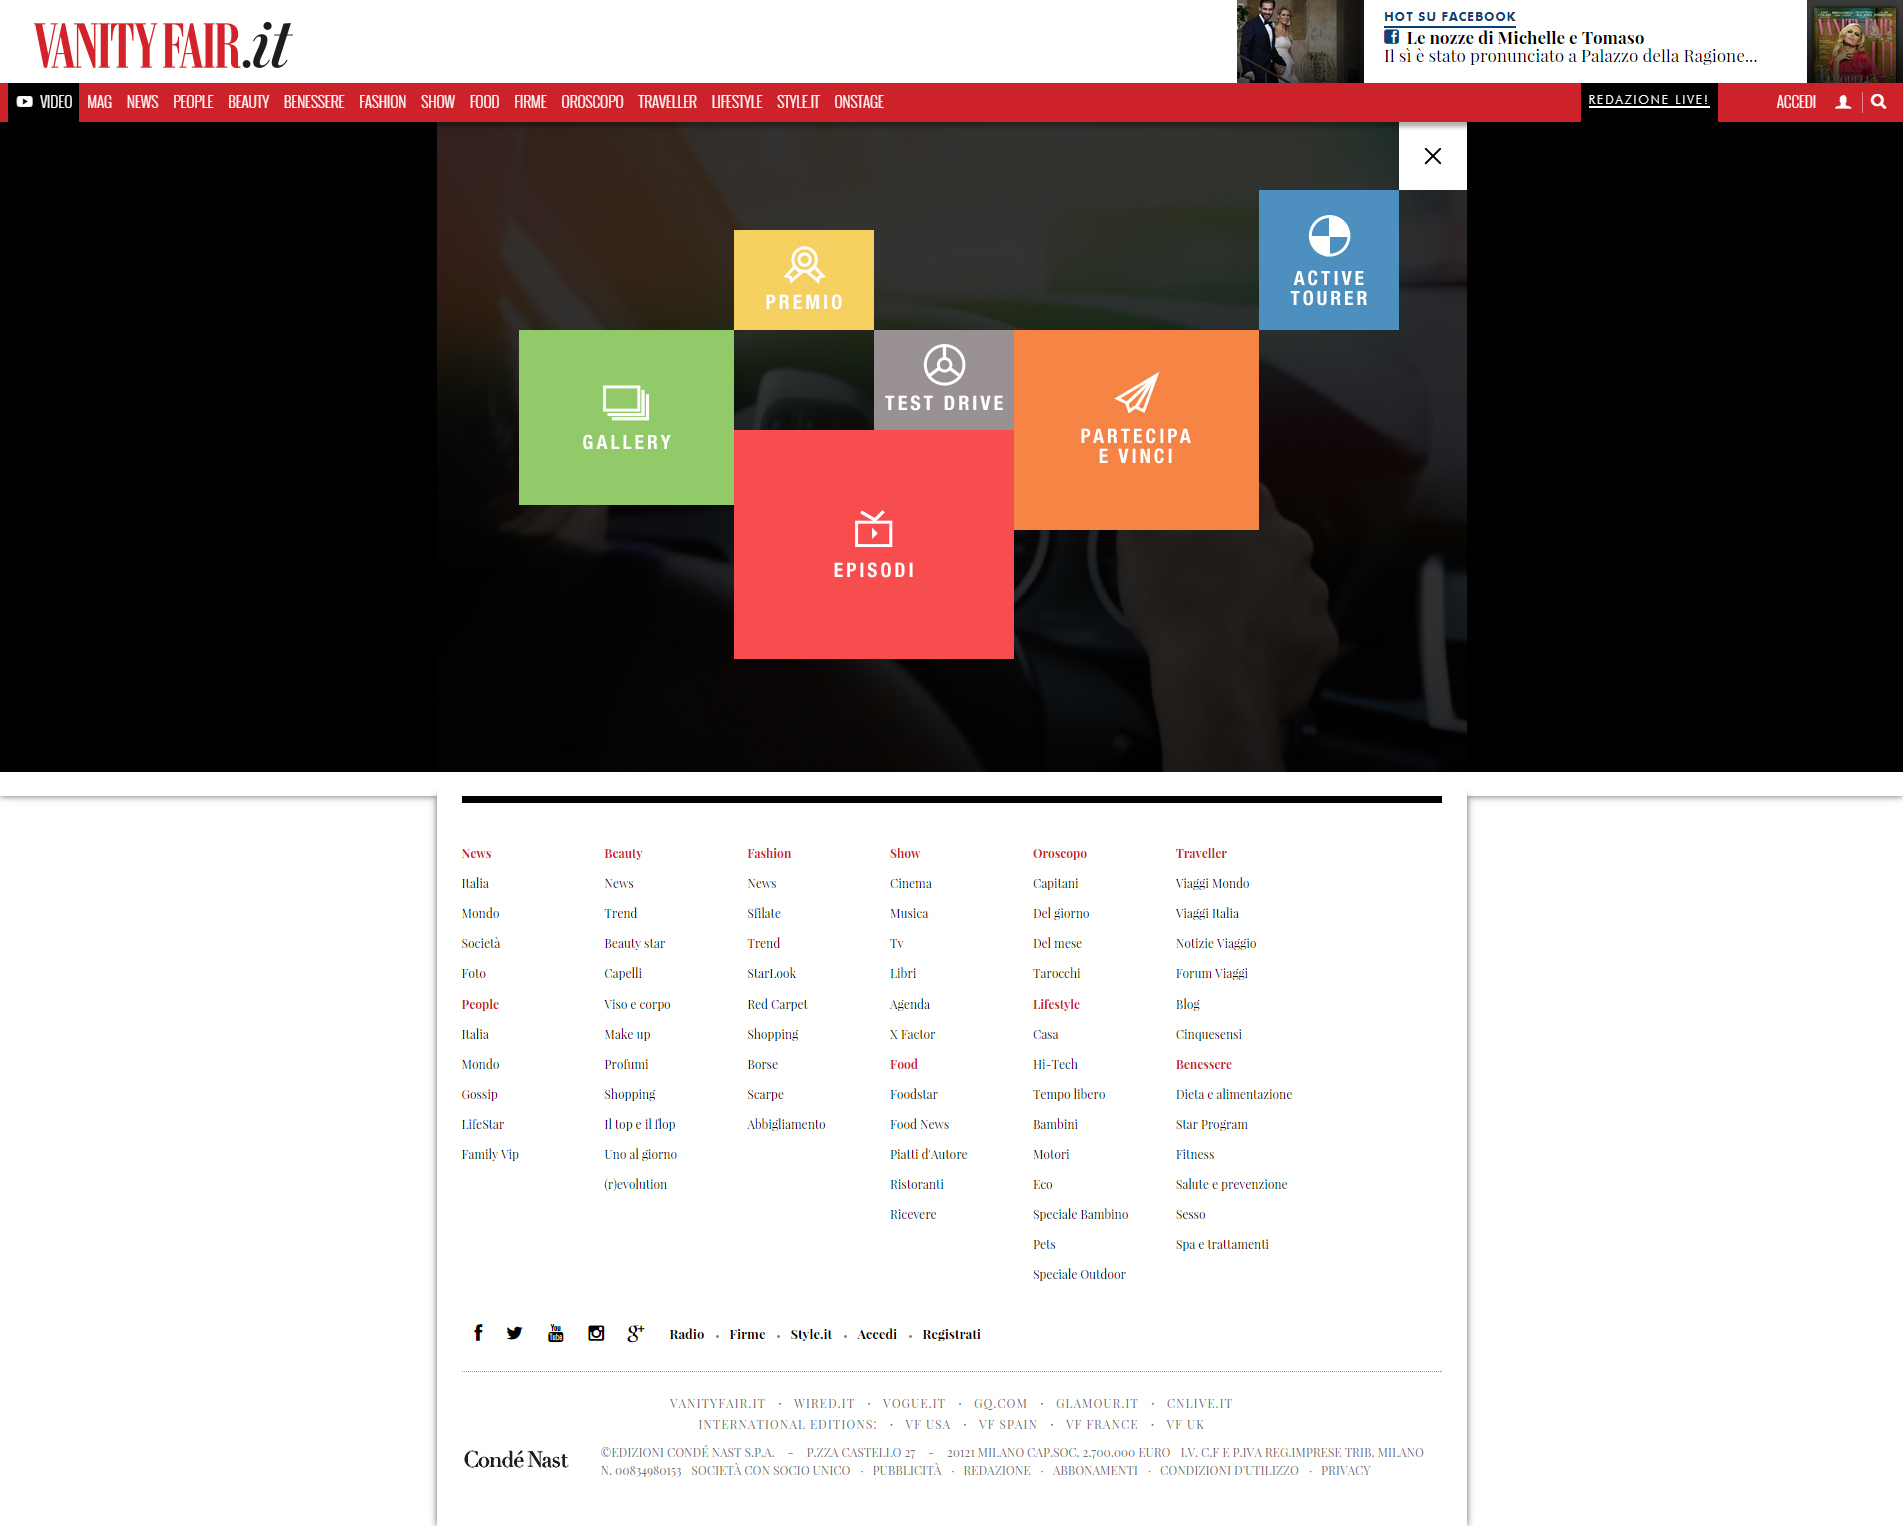 VANITY FAIR.it
HOT SU FACEBOOK
Le nozze di Michelle e Tomaso
Il sì è stato pronunciato a Palazzo della Ragione...
VANITY FAIR
VIDEO MAG NEWS PEOPLE BEAUTY BENESSERE FASHION SHOW FOOD FIRME OROSCOPO TRAVELLER LIFESTYLE STYLE.IT ONSTAGE REDAZIONE LIVE! ACCEDI
ACTIVE
TOURER
PREMIO
TEST DRIVE
GALLERY
PARTECIPA
E VINCI
EPISODI
News
Italia
Mondo
Società
Foto
People
Italia
Mondo
Gossip
LifeStar
Family Vip
Beauty
News
Trend
Beauty star
Capelli
Viso e corpo
Make up
Profumi
Shopping
Il top e il flop
Uno al giorno
(r)evolution
Fashion
News
Sfilate
Trend
StarLook
Red Carpet
Shopping
Borse
Scarpe
Abbigliamento
Show
Cinema
Musica
Tv
Libri
Agenda
X Factor
Food
Foodstar
Food News
Piatti d'Autore
Ristoranti
Ricevere
Oroscopo
Capitani
Del giorno
Del mese
Tarocchi
Lifestyle
Casa
Hi-Tech
Tempo libero
Bambini
Motori
Eco
Speciale Bambino
Pets
Speciale Outdoor
Traveller
Viaggi Mondo
Viaggi Italia
Notizie Viaggio
Forum Viaggi
Blog
Cinquesensi
Benessere
Dieta e alimentazione
Star Program
Fitness
Salute e prevenzione
Sesso
Spa e trattamenti
You Tube g+ Radio • Firme • Style.it • Accedi • Registrati
VANITYFAIR.IT • WIRED.IT • VOGUE.IT • GQ.COM • GLAMOUR.IT • CNLIVE.IT
INTERNATIONAL EDITIONS: • VF USA • VF SPAIN • VF FRANCE • VF UK
Condé Nast
©EDIZIONI CONDÉ NAST S.P.A. – P.ZZA CASTELLO 27 – 20121 MILANO CAP.SOC. 2.700.000 EURO I.V. C.F E P.IVA REG.IMPRESE TRIB. MILANO
N. 00834980153 SOCIETÀ CON SOCIO UNICO • PUBBLICITÀ • REDAZIONE • ABBONAMENTI • CONDIZIONI D'UTILIZZO • PRIVACY